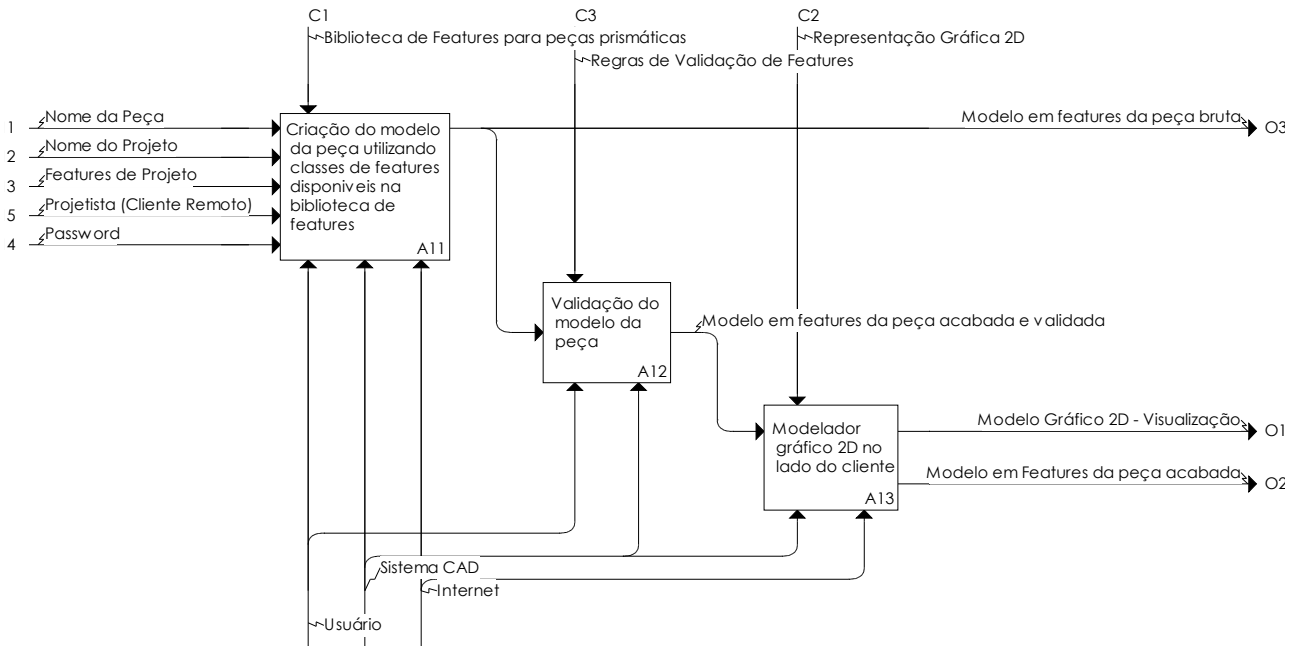 C1
C3
C2
Biblioteca de Features para peças prismáticas
Representação Gráfica 2D
Regras de Validação de Features
1
Nome da Peça
2
Nome do Projeto
3
Features de Projeto
5
Projetista (Cliente Remoto)
4
Password
Criação do modelo
da peça utilizando
classes de features
disponiveis na
biblioteca de
features
A11
Modelo em features da peça bruta
O3
Validação do
modelo da
peça
A12
Modelo em features da peça acabada e validada
Modelador
gráfico 2D no
lado do cliente
A13
Modelo Gráfico 2D - Visualização
O1
Modelo em Features da peça acabada
O2
Sistema CAD
Internet
Usuário